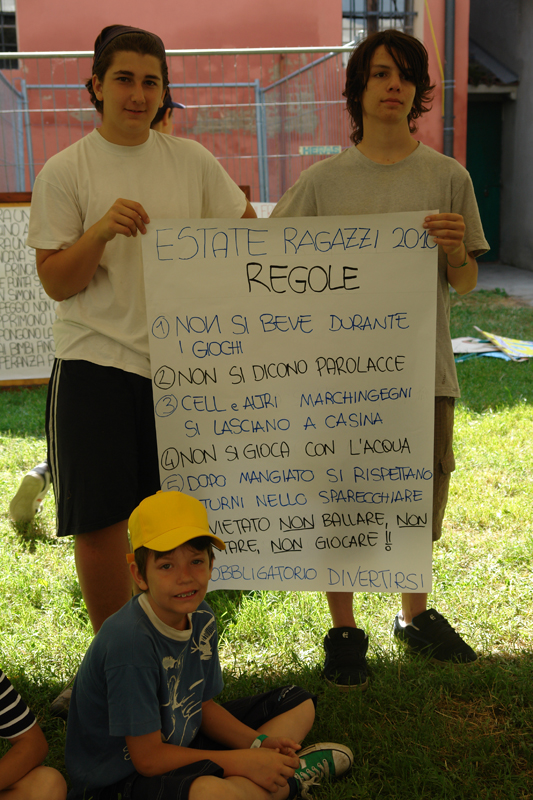 ESTATE RAGAZZI 2010
REGOLE
1 NON SI BEVE DURANTE
I GIOCHI
2 NON SI DICONO PAROLACCE
3 CELL e ALTRI MARCHINGEGNI
SI LASCIANO A CASINA
4 NON SI GIOCA CON L'ACQUA
5 DOPO MANGIATO SI RISPETTANO
TURNI NELLO SPARECCHIARE
VIETATO NON BALLARE, NON
TARE, NON GIOCARE !!
OBBLIGATORIO DIVERTIRSI